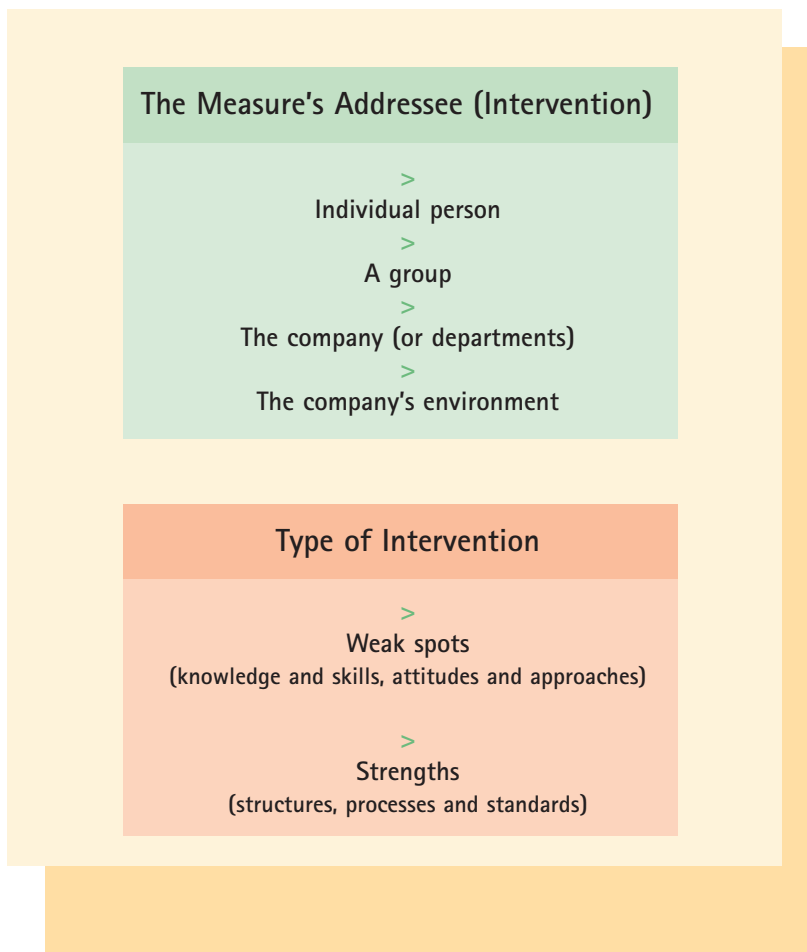 The Measure's Addressee (Intervention)
>
Individual person
>
A group
>
The company (or departments)
>
The company's environment
Type of Intervention
>
Weak spots
(knowledge and skills, attitudes and approaches)
>
Strengths
(structures, processes and standards)